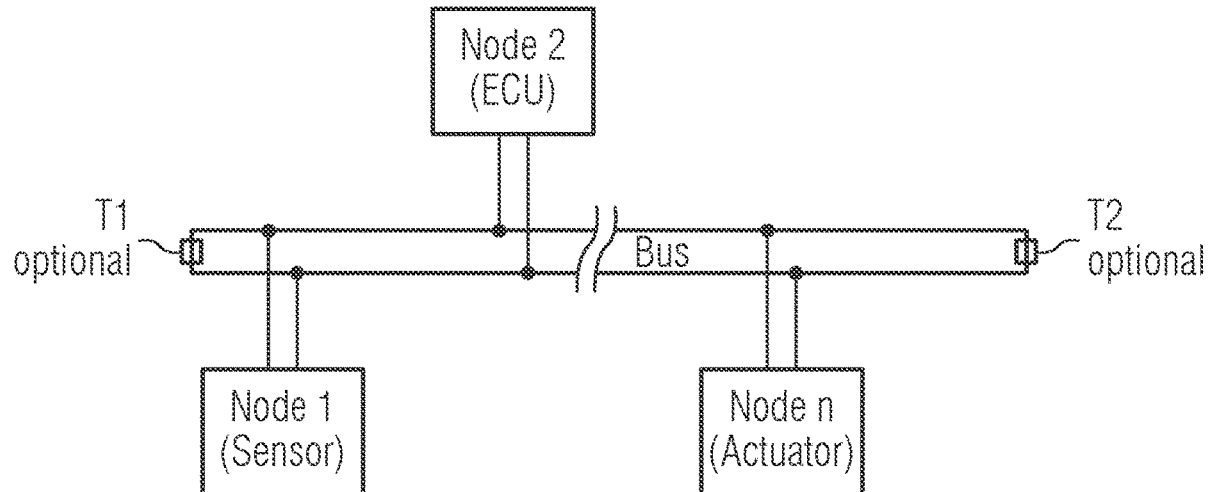 Node 2
(ECU)
T1
optional
Bus
T2
optional
Node 1
(Sensor)
Node n
(Actuator)